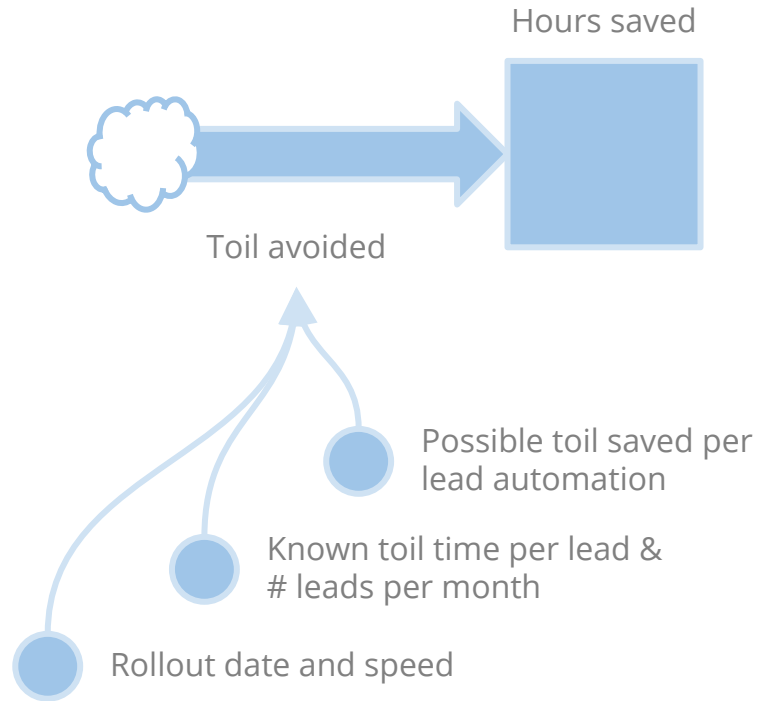 Hours saved
Toil avoided
Possible toil saved per
lead automation
Known toil time per lead &
# leads per month
Rollout date and speed